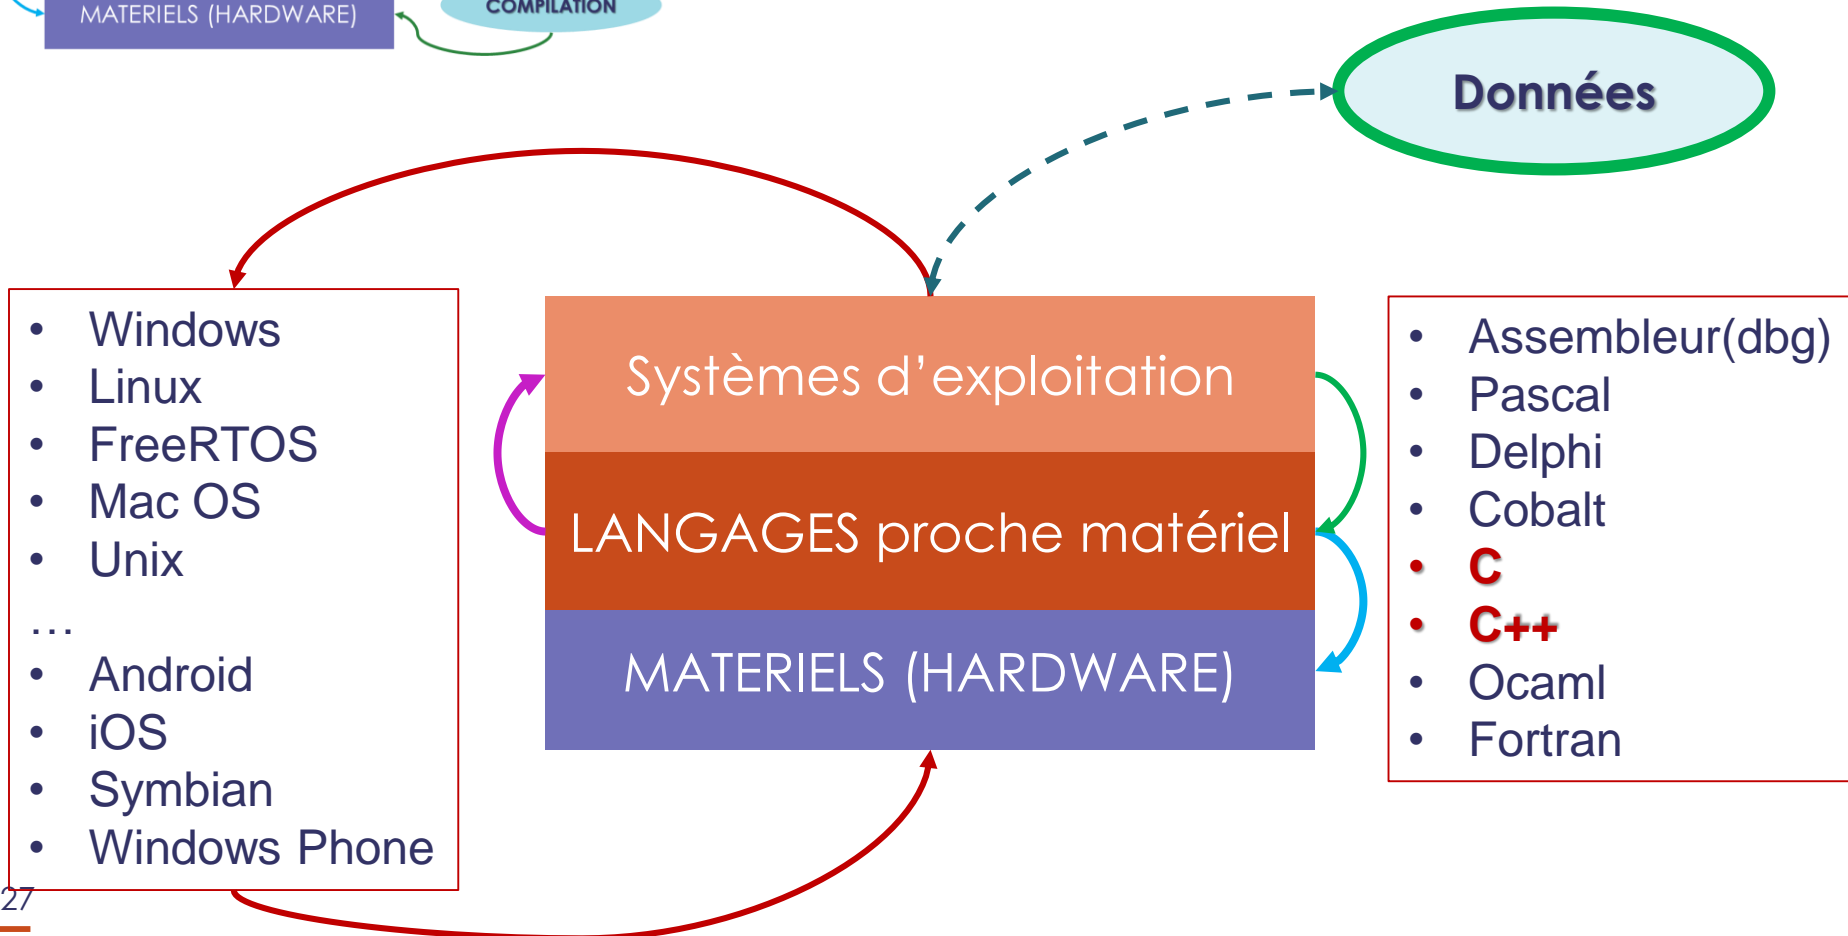 MATERIELS (HARDWARE)
COMPILATION
Données
• Windows
• Linux
• FreeRTOS
• Mac OS
• Unix
…
• Android
• iOS
• Symbian
• Windows Phone
Systèmes d’exploitation
LANGAGES proche matériel
MATERIELS (HARDWARE)
• Assembleur(dbg)
• Pascal
• Delphi
• Cobalt
• C
• C++
• Ocaml
• Fortran
27